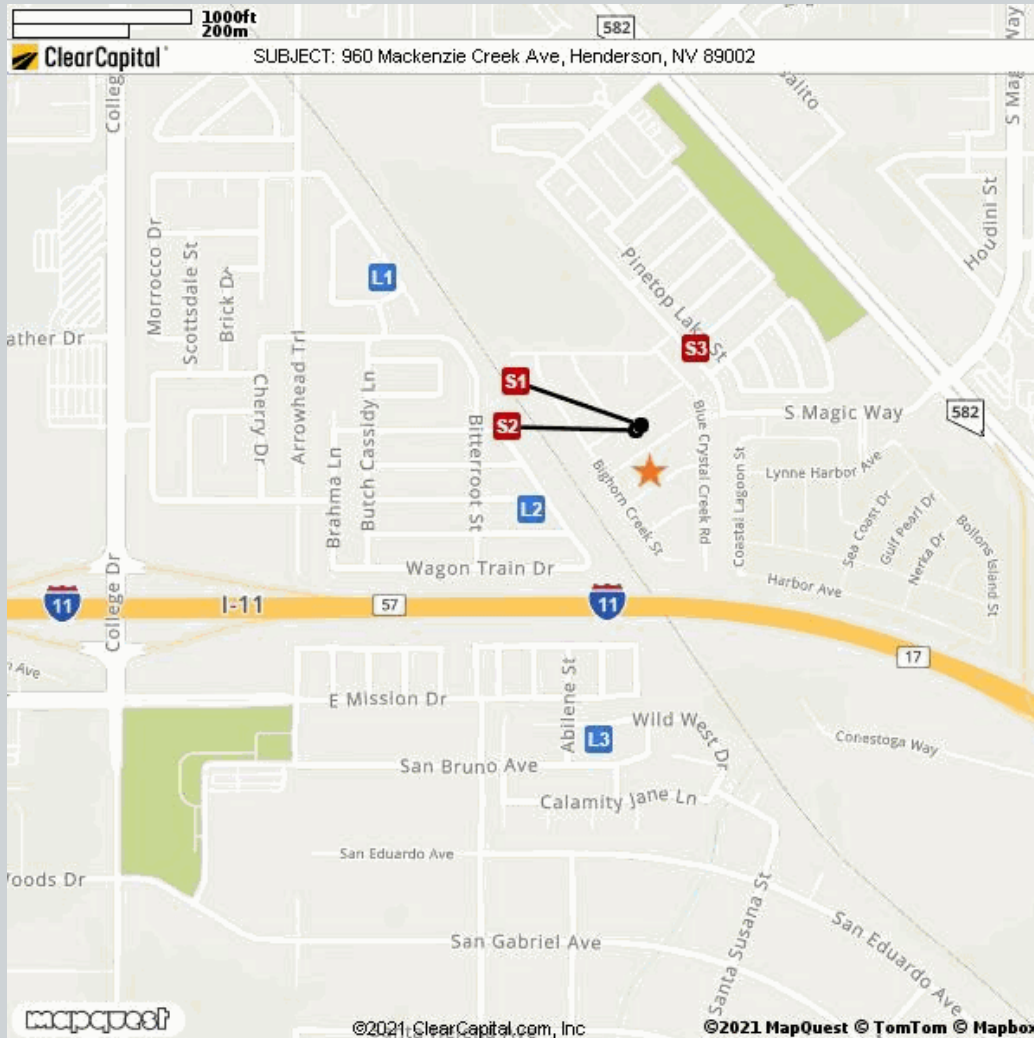 1000ft
200m
582
ClearCapital
SUBJECT: 960 Mackenzie Creek Ave, Henderson, NV 89002
Pinetop Lake St
Houdini St
Morrocco Dr
Scottsdale St
Brick Dr
L1
ather Dr
Arrowhead Trl
S3
S1
Cherry Dr
Butch Cassidy Ln
S2
Blue Crystal Creek Rd
S Magic Way
582
Bitterroot St
Brahma Ln
Bighorn Creek St
Coastal Lagoon St
Lynne Harbor Ave
Sea Coast Dr
Gulf Pearl Dr
Nerka Dr
Bollons Island St
L2
Wagon Train Dr
Harbor Ave
College Dr
11
I-11
57
11
17
n Ave
E Mission Dr
Abilene St
L3
Wild West Dr
Conestoga Way
San Bruno Ave
Calamity Jane Ln
San Eduardo Ave
Woods Dr
Santa Susana St
San Eduardo Ave
San Gabriel Ave
mapquest
©2021 ClearCapital.com, Inc
©2021 MapQuest © TomTom © Mapbox